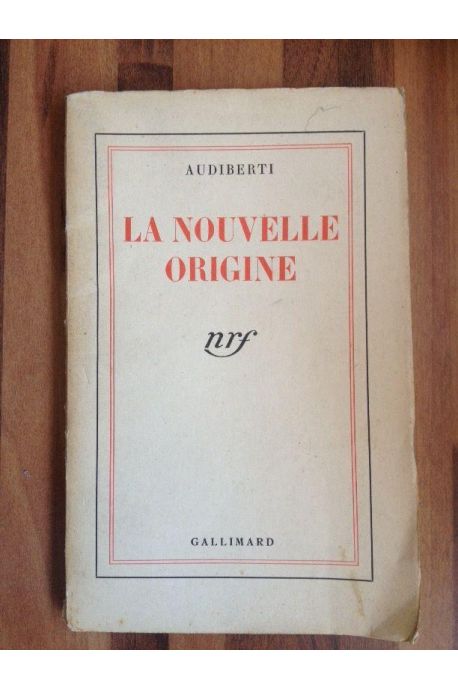 AUDIBERTI
LA NOUVELLE
ORIGINE
nrf
GALLIMARD